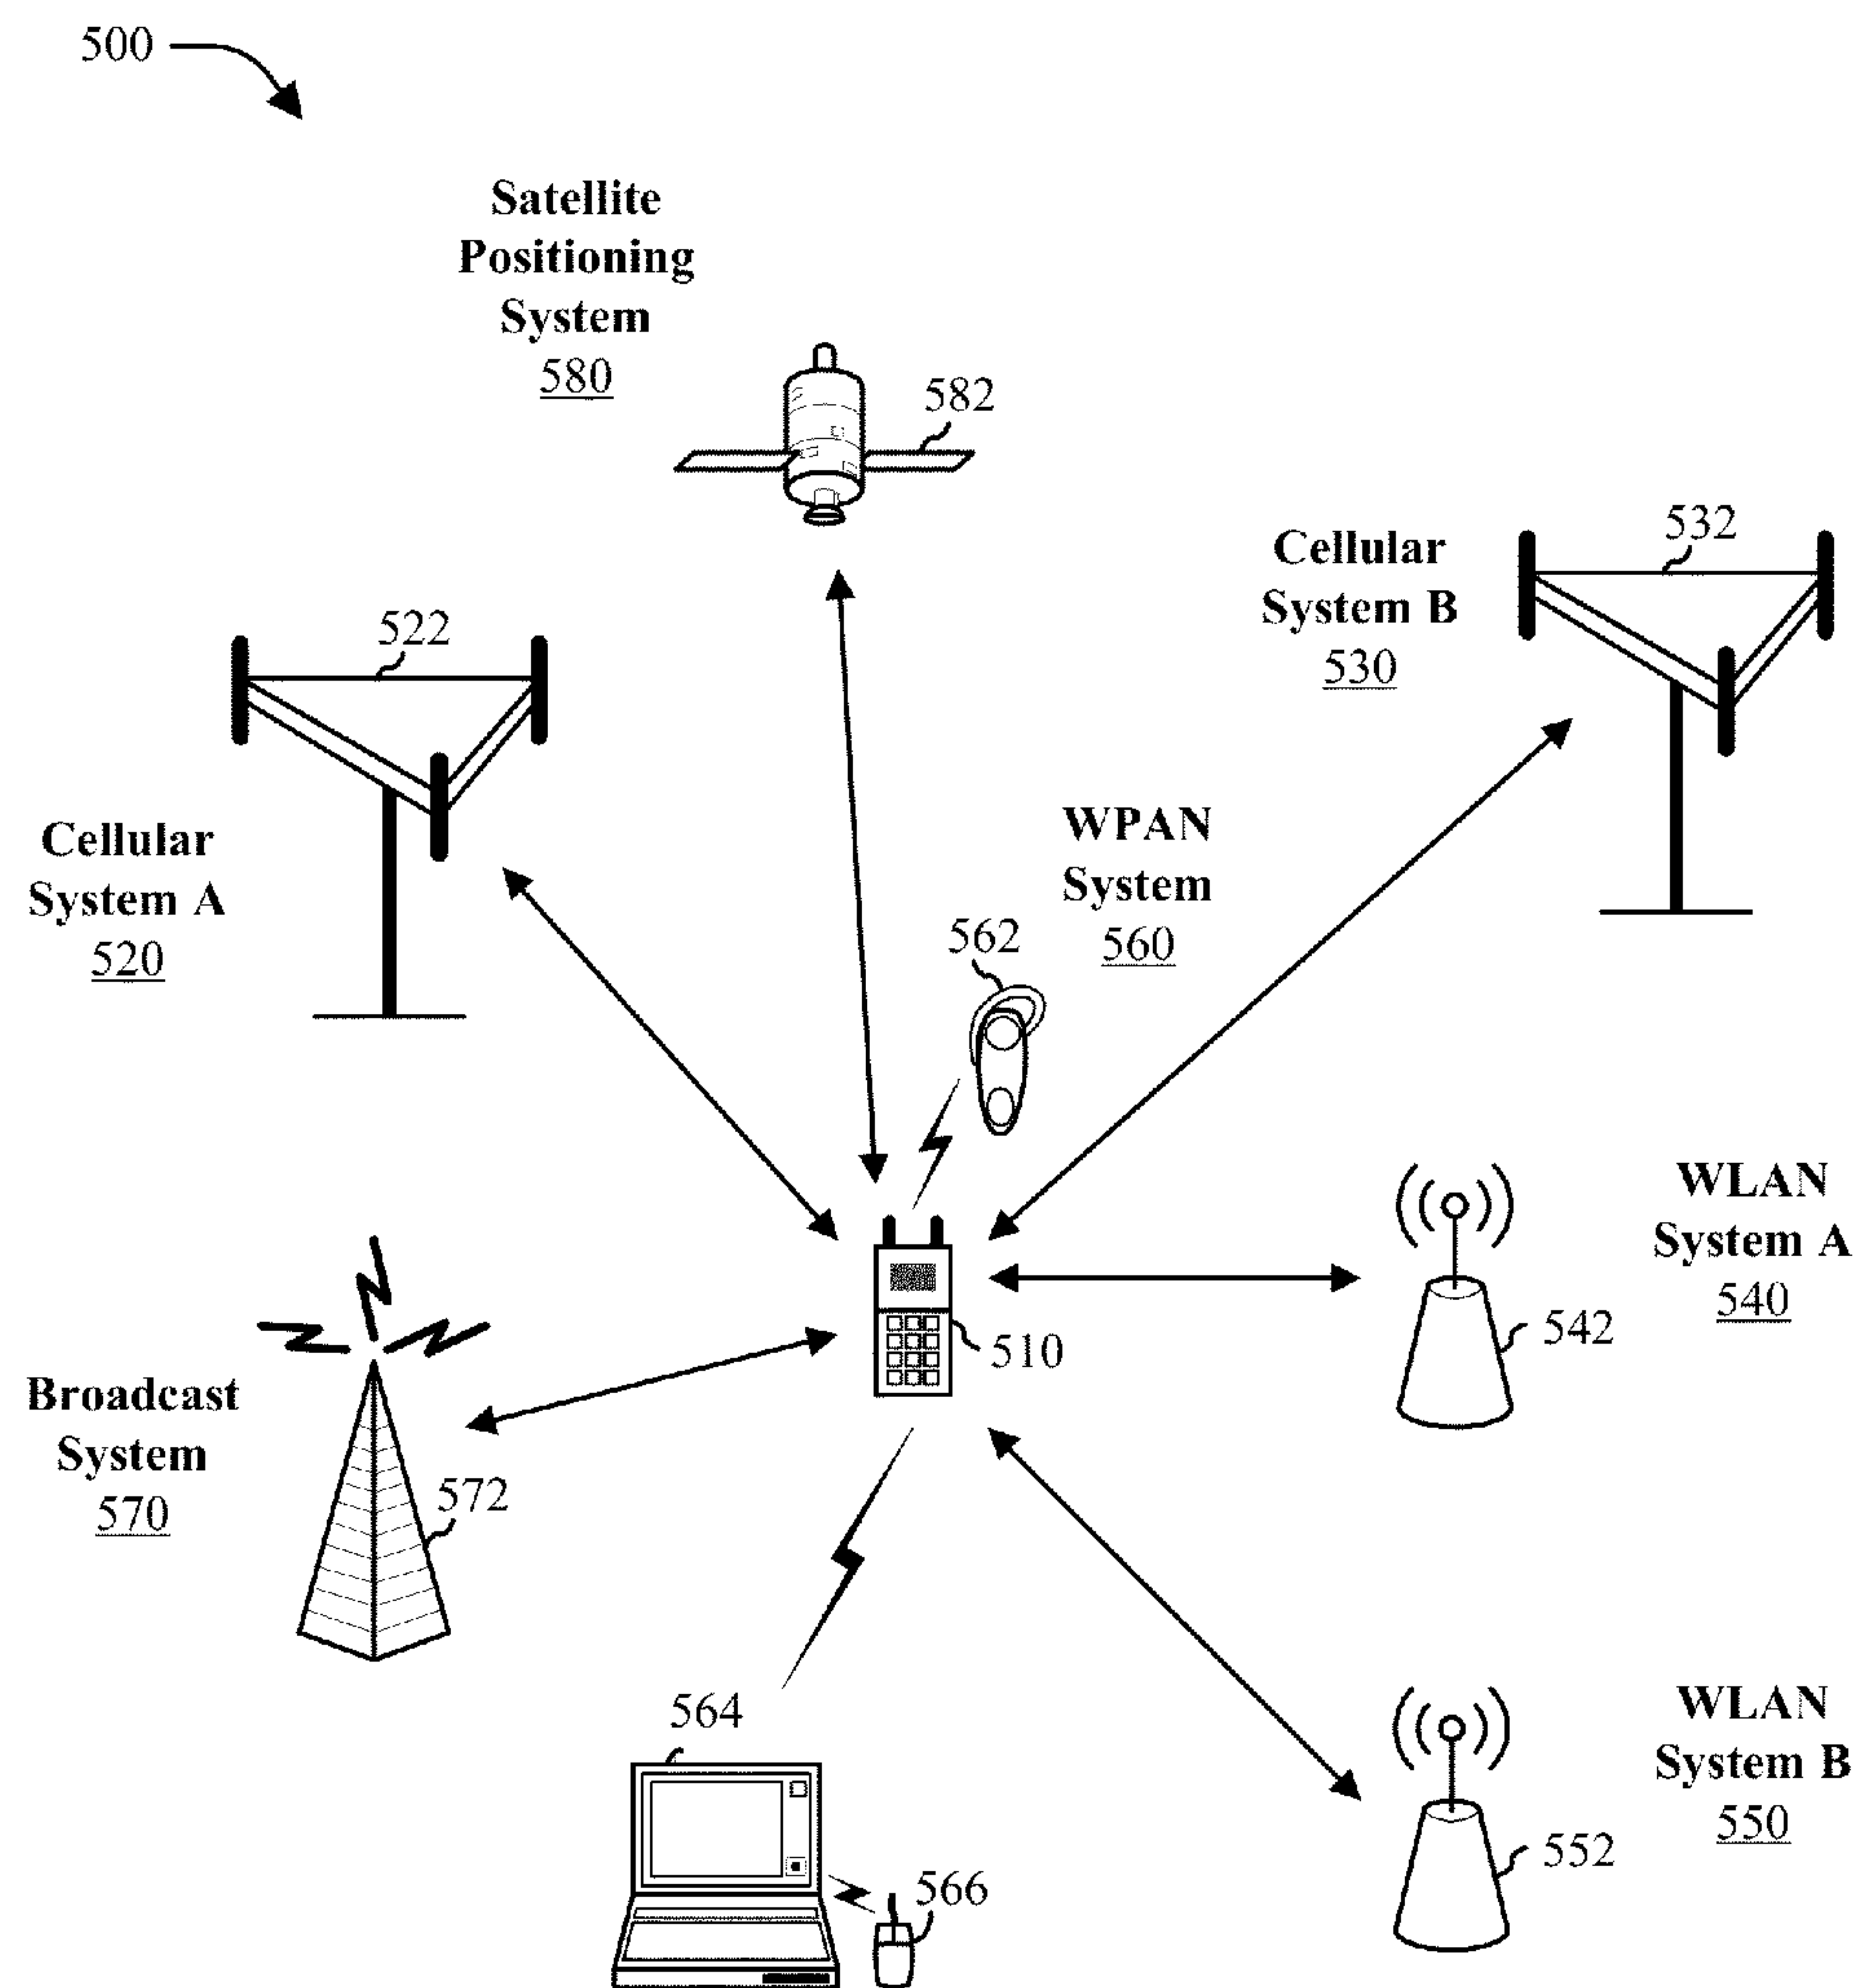 500
Satellite
Positioning
System
580
582
Cellular
System B
530
532
522
Cellular
System A
520
WPAN
System
560
562
WLAN
System A
540
542
510
Broadcast
System
570
572
564
566
WLAN
System B
550
552